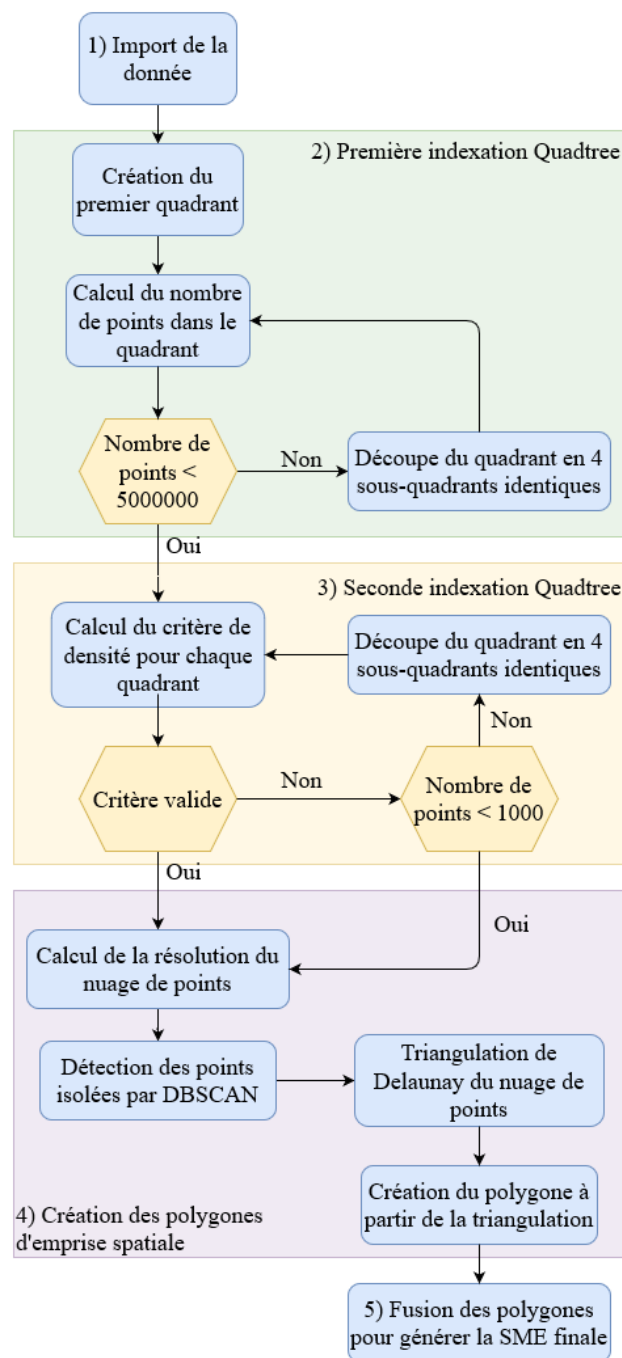 1) Import de la
donnée
2) Première indexation Quadtree
Création du
premier quadrant
Calcul du nombre
de points dans le
quadrant
Nombre de
points <
5000000
Non
Découpe du quadrant en 4
sous-quadrants identiques
Oui
3) Seconde indexation Quadtree
Calcul du critère de
densité pour chaque
quadrant
Découpe du quadrant en 4
sous-quadrants identiques
Non
Critère valide
Non
Nombre de
points < 1000
Oui
Oui
Calcul de la résolution du
nuage de points
Détection des points
isolées par DBSCAN
Triangulation de
Delaunay du nuage de
points
Création du polygone à
partir de la triangulation
4) Création des polygones
d'emprise spatiale
5) Fusion des polygones
pour générer la SME finale